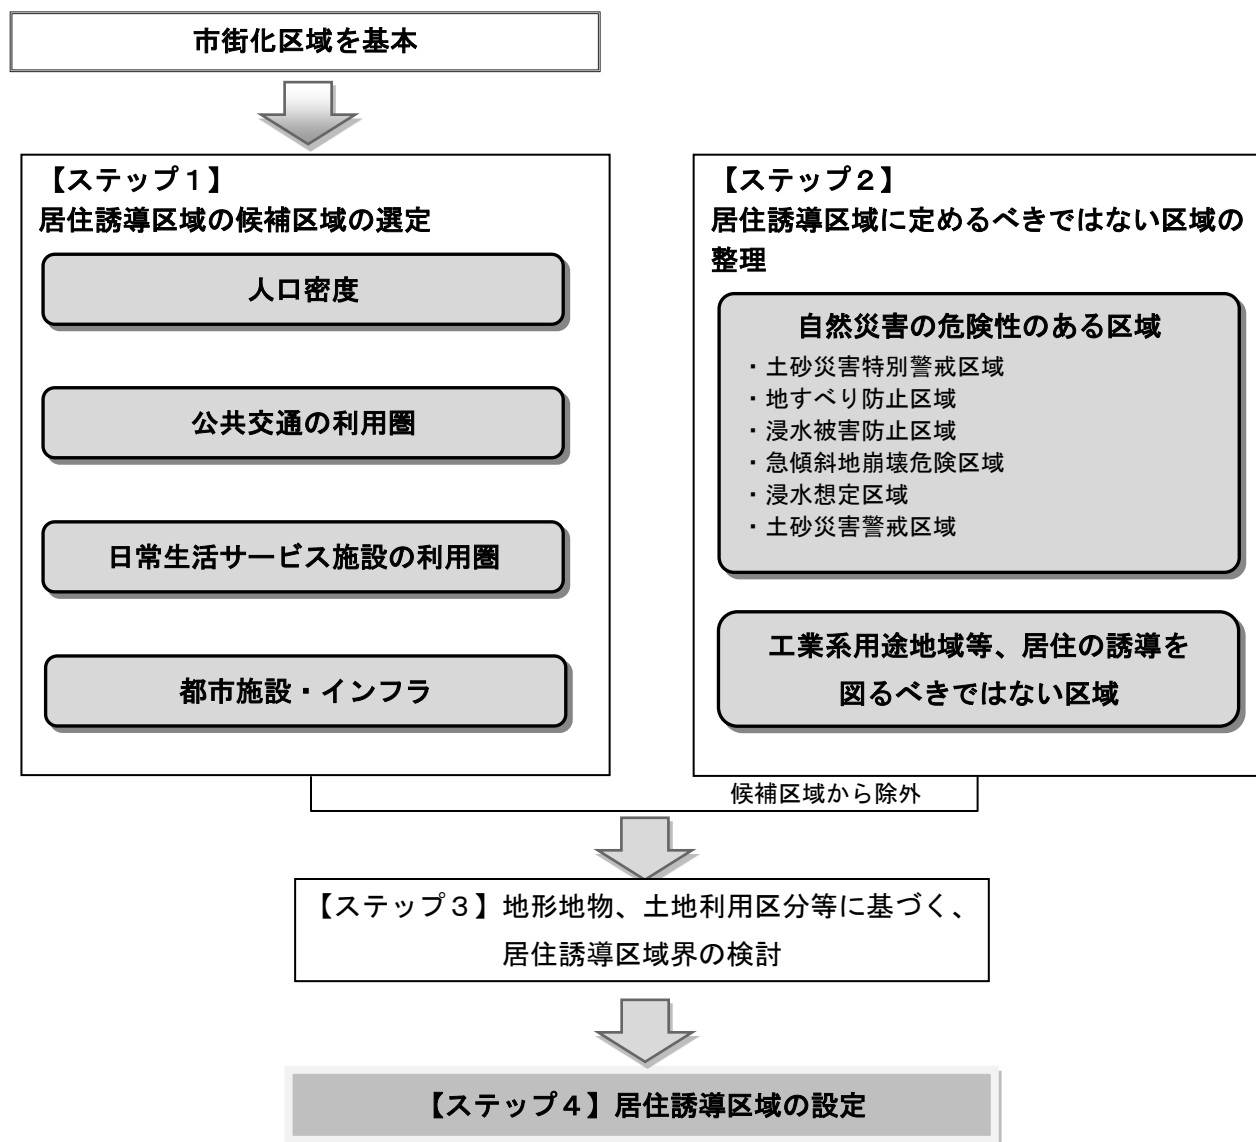 市街化区域を基本
【ステップ１】
居住誘導区域の候補区域の選定
人口密度
公共交通の利用圏
日常生活サービス施設の利用圏
都市施設・インフラ
【ステップ２】
居住誘導区域に定めるべきではない区域の
整理
自然災害の危険性のある区域
・土砂災害特別警戒区域
・地すべり防止区域
・浸水被害防止区域
・急傾斜地崩壊危険区域
・浸水想定区域
・土砂災害警戒区域
工業系用途地域等、居住の誘導を
図るべきではない区域
候補区域から除外
【ステップ３】地形地物、土地利用区分等に基づく、
居住誘導区域界の検討
【ステップ４】居住誘導区域の設定